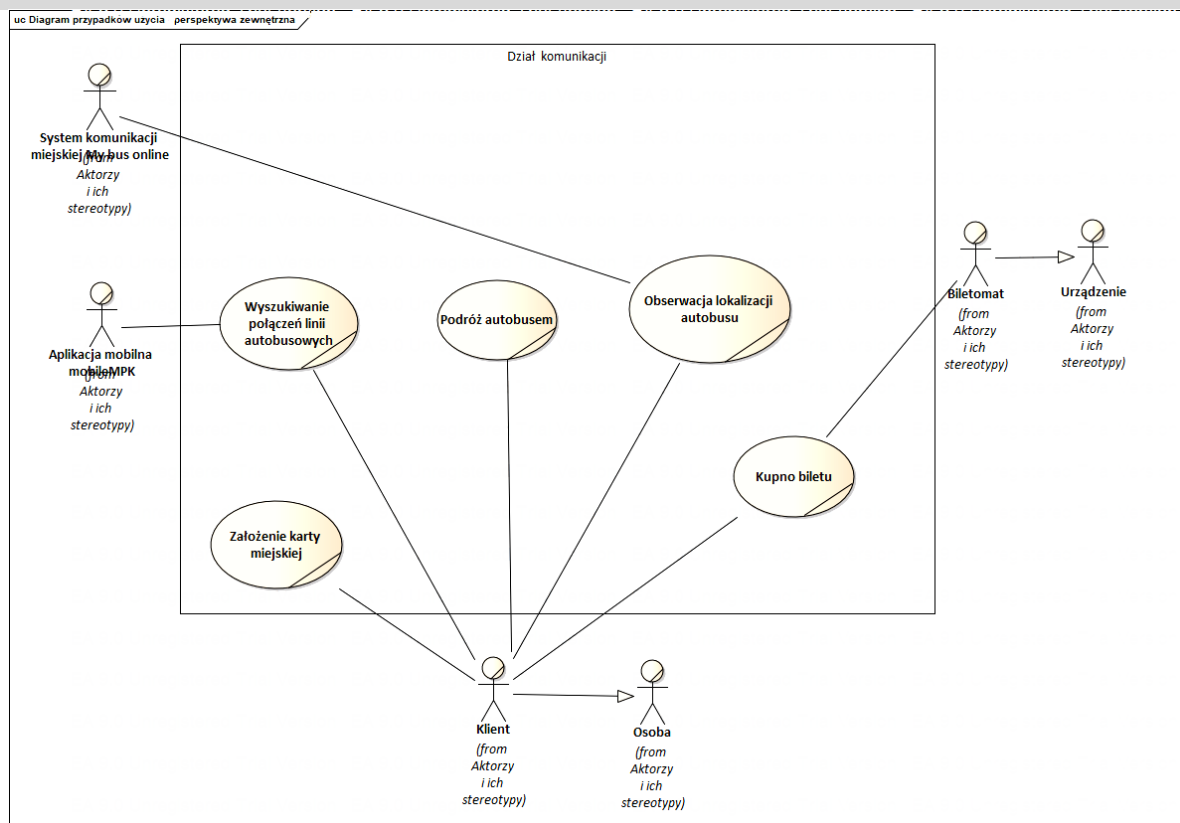 uc Diagram przypadków użycia perspektywa zewnętrzna
Dział komunikacji
System komunikacji
miejskiej My bus online
(from
Aktorzy
i ich
stereotypy)
Aplikacja mobilna
mobileMPK
(from
Aktorzy
i ich
stereotypy)
Wyszukiwanie
połączeń linii
autobusowych
Podróż autobusem
Obserwacja lokalizacji
autobusu
Biletomat
(from
Aktorzy
i ich
stereotypy)
Urządzenie
(from
Aktorzy
i ich
stereotypy)
Kupno biletu
Założenie karty
miejskiej
Klient
(from
Aktorzy
i ich
stereotypy)
Osoba
(from
Aktorzy
i ich
stereotypy)